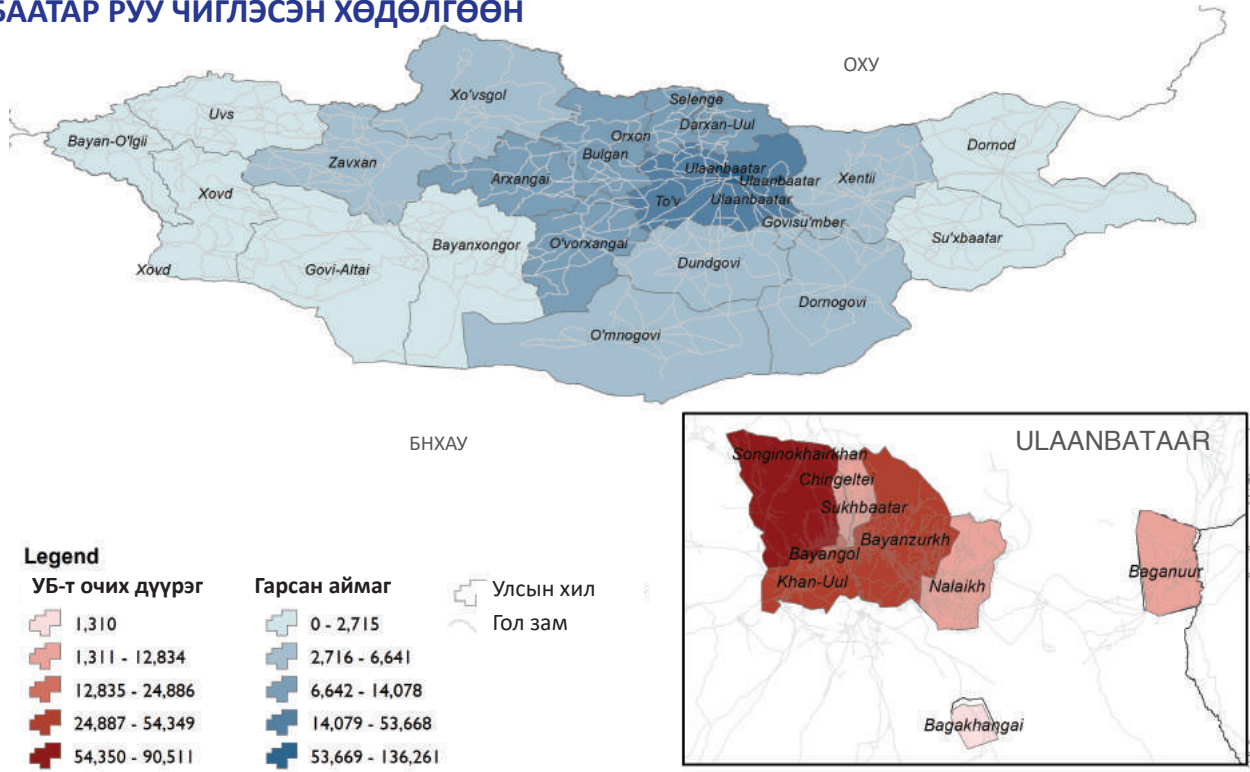 БААТАР РУУ ЧИГЛЭСЭН ХӨДӨЛГӨӨН
ОХУ
Xo'vsgol
Selenge
Uvs
Darxan-Uul
Orxon
Bayan-O'lgii
Dornod
Bulgan
Zavxan
Ulaanbaatar
Arxangai
Ulaanbaatar
Xentii
Xovd
To'v
Ulaanbaatar
Govisu'mber
Bayanxongor
O'vorxangai
Su'xbaatar
Xovd
Govi-Altai
Dundgovi
Dornogovi
O'mnogovi
БНХАУ
ULAANBATAAR
Songinokhairkhan
Chingeltei
Sukhbaatar
Bayangol
Bayanzurkh
Khan-Uul
Nalaikh
Baganuur
Bagakhangai
Legend
УБ-т очих дүүрэг
1,310
1,311 - 12,834
12,835 - 24,886
24,887 - 54,349
54,350 - 90,511
Гарсан аймаг
0 - 2,715
2,716 - 6,641
6,642 - 14,078
14,079 - 53,668
53,669 - 136,261
Улсын хил
Гол зам